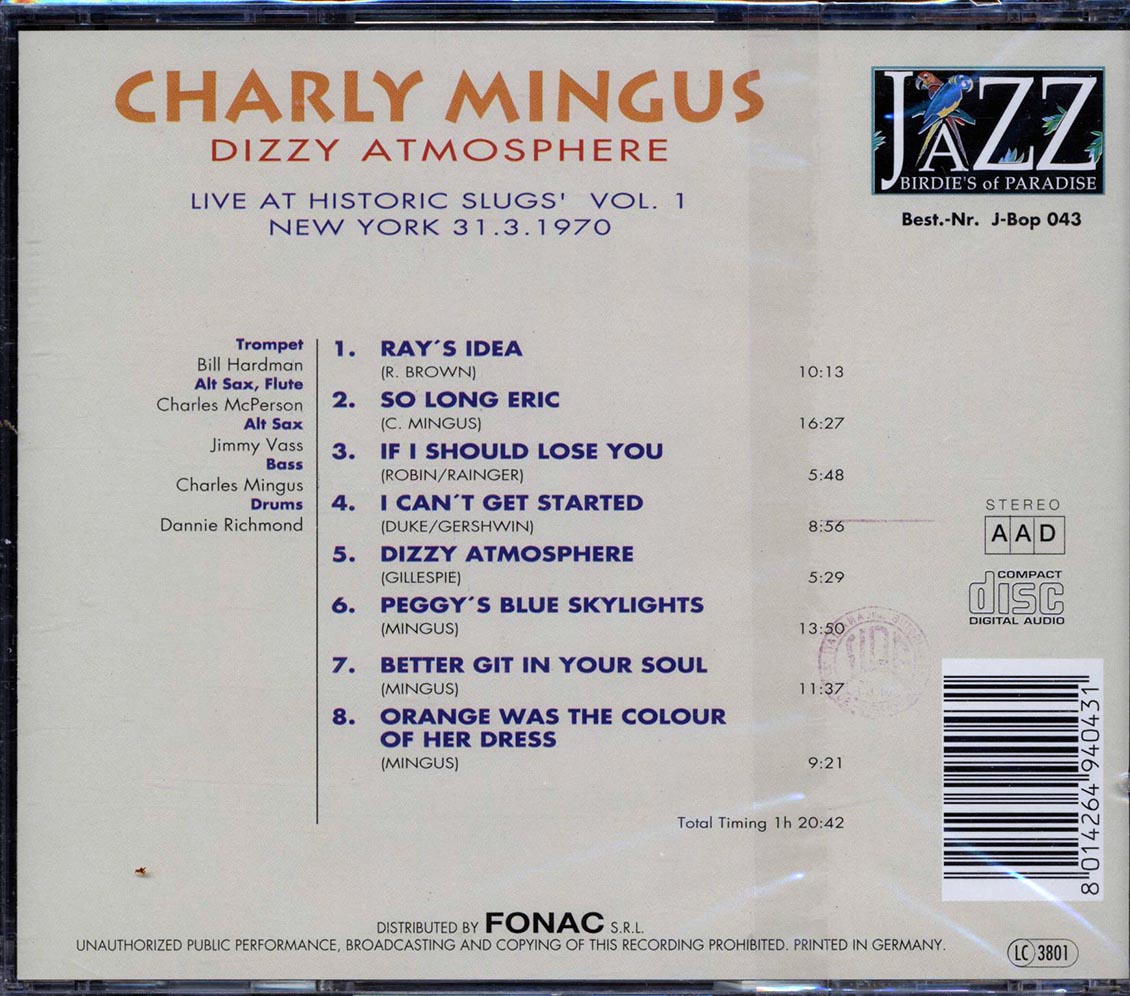 CHARLY MINGUS
DIZZY ATMOSPHERE
LIVE AT HISTORIC SLUGS' VOL. 1
NEW YORK 31.3.1970
JAZZ
BIRDIE'S of PARADISE
Best.-Nr. J-Bop 043
Trompet
Bill Hardman
Alt Sax, Flute
Charles McPerson
Alt Sax
Jimmy Vass
Bass
Charles Mingus
Drums
Dannie Richmond
1. RAY´S IDEA
(R. BROWN) 10:13
2. SO LONG ERIC
(C. MINGUS) 16:27
3. IF I SHOULD LOSE YOU
(ROBIN/RAINGER) 5:48
4. I CAN´T GET STARTED
(DUKE/GERSHWIN) 8:56
5. DIZZY ATMOSPHERE
(GILLESPIE) 5:29
6. PEGGY´S BLUE SKYLIGHTS
(MINGUS) 13:50
7. BETTER GIT IN YOUR SOUL
(MINGUS) 11:37
8. ORANGE WAS THE COLOUR
OF HER DRESS
(MINGUS) 9:21
Total Timing 1h 20:42
STEREO
AAD
COMPACT
disc
DIGITAL AUDIO
8 014264 940431
DISTRIBUTED BY FONAC S.R.L.
UNAUTHORIZED PUBLIC PERFORMANCE, BROADCASTING AND COPYING OF THIS RECORDING PROHIBITED. PRINTED IN GERMANY.
LC 3801